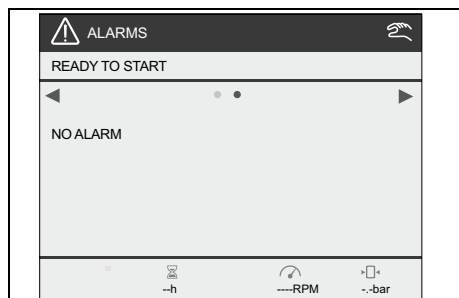 ALARMS
READY TO START
NO ALARM
--h ----RPM -.-bar